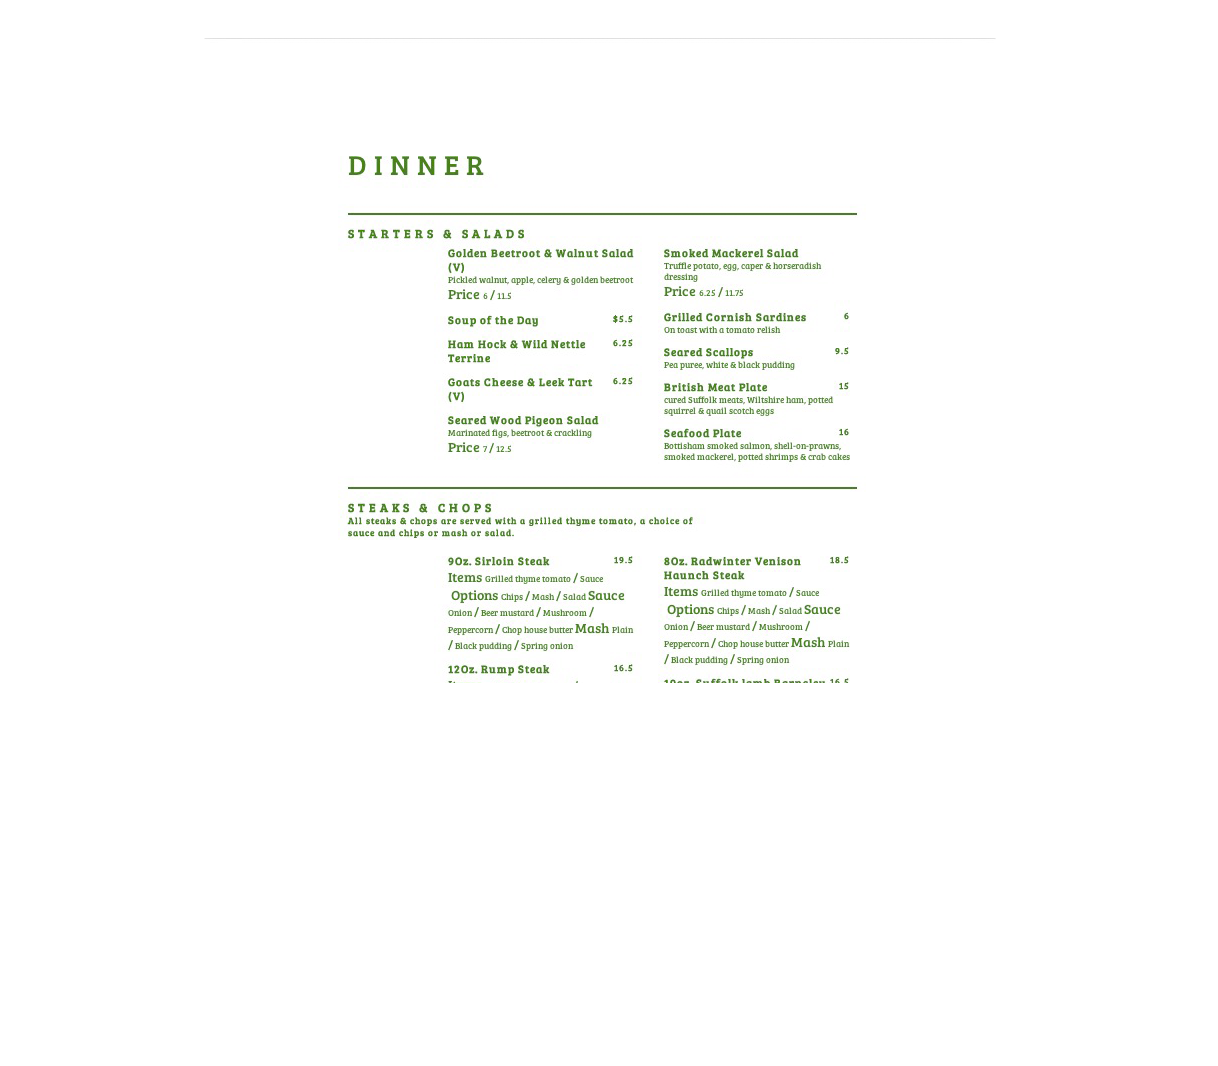 DINNER
STARTERS & SALADS
Golden Beetroot & Walnut Salad
(V)
Pickled walnut, apple, celery & golden beetroot
Price 6 / 11.5
Soup of the Day $5.5
Ham Hock & Wild Nettle 6.25
Terrine
Goats Cheese & Leek Tart 6.25
(V)
Seared Wood Pigeon Salad
Marinated figs, beetroot & crackling
Price 7 / 12.5
Smoked Mackerel Salad
Truffle potato, egg, caper & horseradish
dressing
Price 6.25 / 11.75
Grilled Cornish Sardines 6
On toast with a tomato relish
Seared Scallops 9.5
Pea puree, white & black pudding
British Meat Plate 15
cured Suffolk meats, Wiltshire ham, potted
squirrel & quail scotch eggs
Seafood Plate 16
Bottisham smoked salmon, shell-on-prawns,
smoked mackerel, potted shrimps & crab cakes
STEAKS & CHOPS
All steaks & chops are served with a grilled thyme tomato, a choice of
sauce and chips or mash or salad.
9Oz. Sirloin Steak 19.5
Items Grilled thyme tomato / Sauce
Options Chips / Mash / Salad Sauce
Onion / Beer mustard / Mushroom /
Peppercorn / Chop house butter Mash Plain
/ Black pudding / Spring onion
12Oz. Rump Steak 16.5
8Oz. Radwinter Venison 18.5
Haunch Steak
Items Grilled thyme tomato / Sauce
Options Chips / Mash / Salad Sauce
Onion / Beer mustard / Mushroom /
Peppercorn / Chop house butter Mash Plain
/ Black pudding / Spring onion
10oz. Suffolk lamb Barnsley 16.5